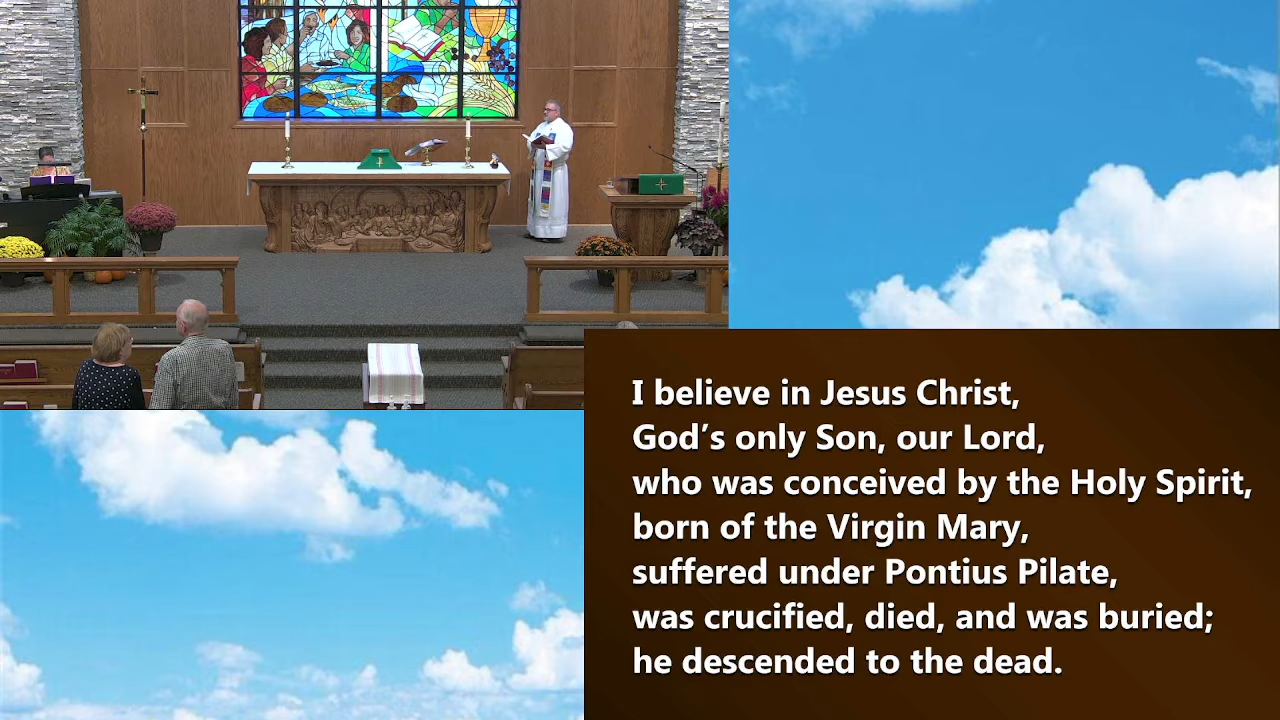 I believe in Jesus Christ,
God's only Son, our Lord,
who was conceived by the Holy Spirit,
born of the Virgin Mary,
suffered under Pontius Pilate,
was crucified, died, and was buried;
he descended to the dead.